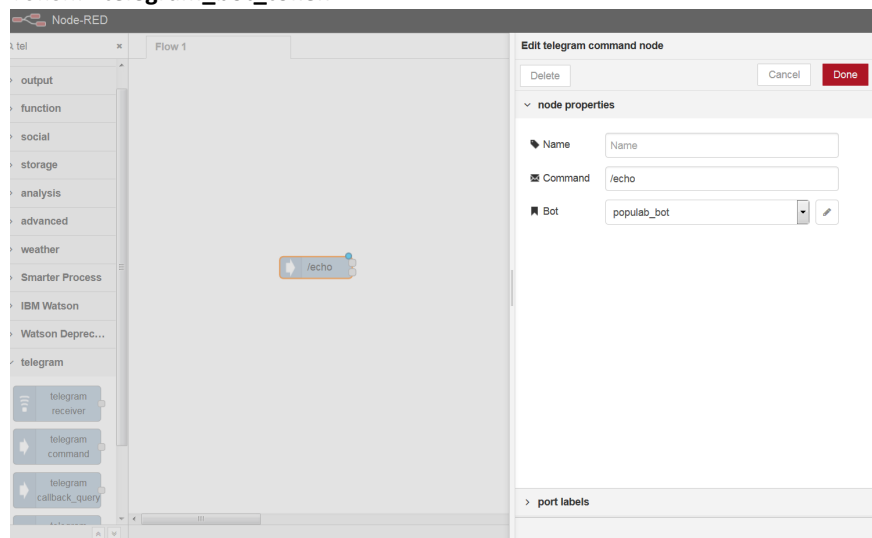 Node-RED
tel
Flow 1
Edit telegram command node
output
Delete
Cancel
Done
function
node properties
social
Name
Name
storage
Command
/echo
analysis
Bot
populab_bot
advanced
weather
/echo
Smarter Process
IBM Watson
Watson Deprec...
telegram
telegram
receiver
telegram
command
telegram
callback_query
port labels